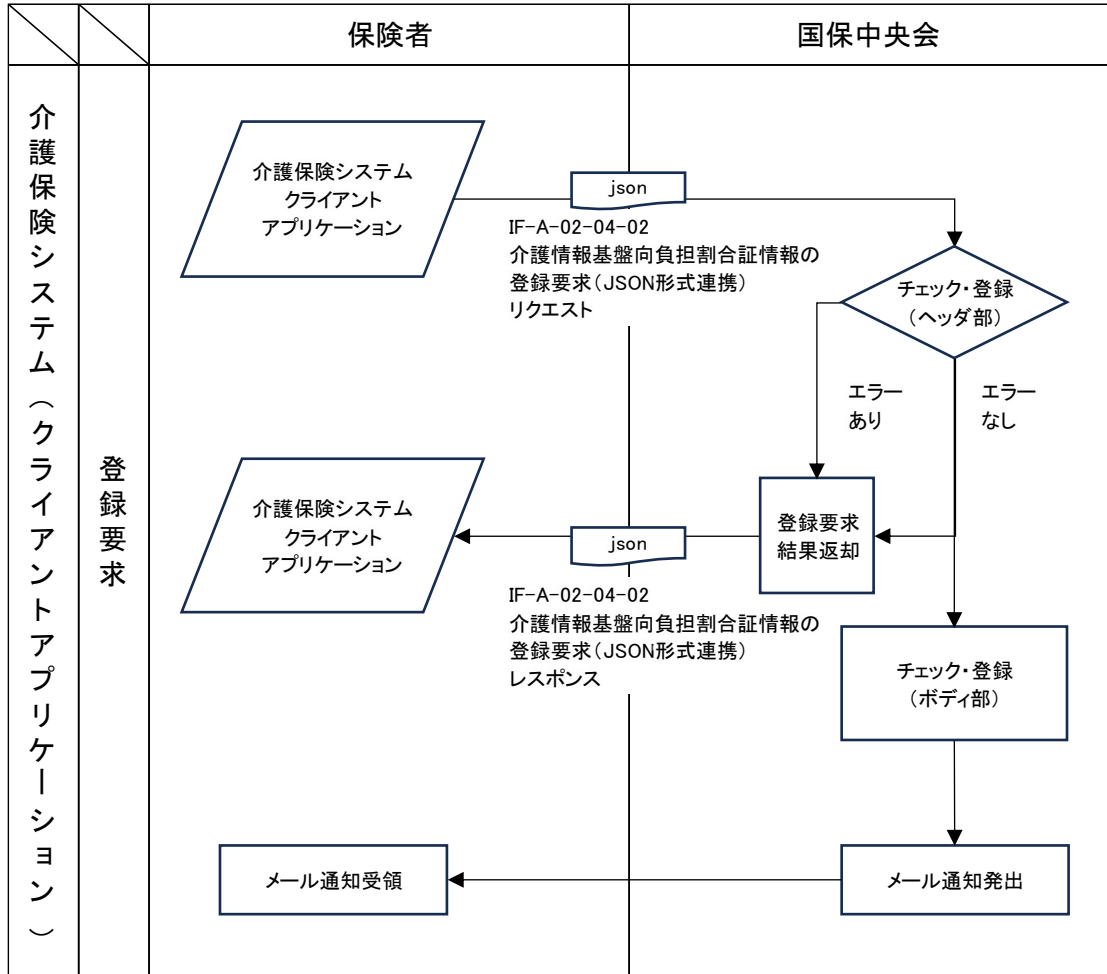 保険者
国保中央会
介護保険システム（クライアントアプリケーション）
登録要求
介護保険システム
クライアント
アプリケーション
json
IF-A-02-04-02
介護情報基盤向負担割合証情報の
登録要求（JSON形式連携）
リクエスト
チェック・登録
（ヘッダ部）
エラー
あり
エラー
なし
介護保険システム
クライアント
アプリケーション
json
登録要求
結果返却
IF-A-02-04-02
介護情報基盤向負担割合証情報の
登録要求（JSON形式連携）
レスポンス
チェック・登録
（ボディ部）
メール通知受領
メール通知発出